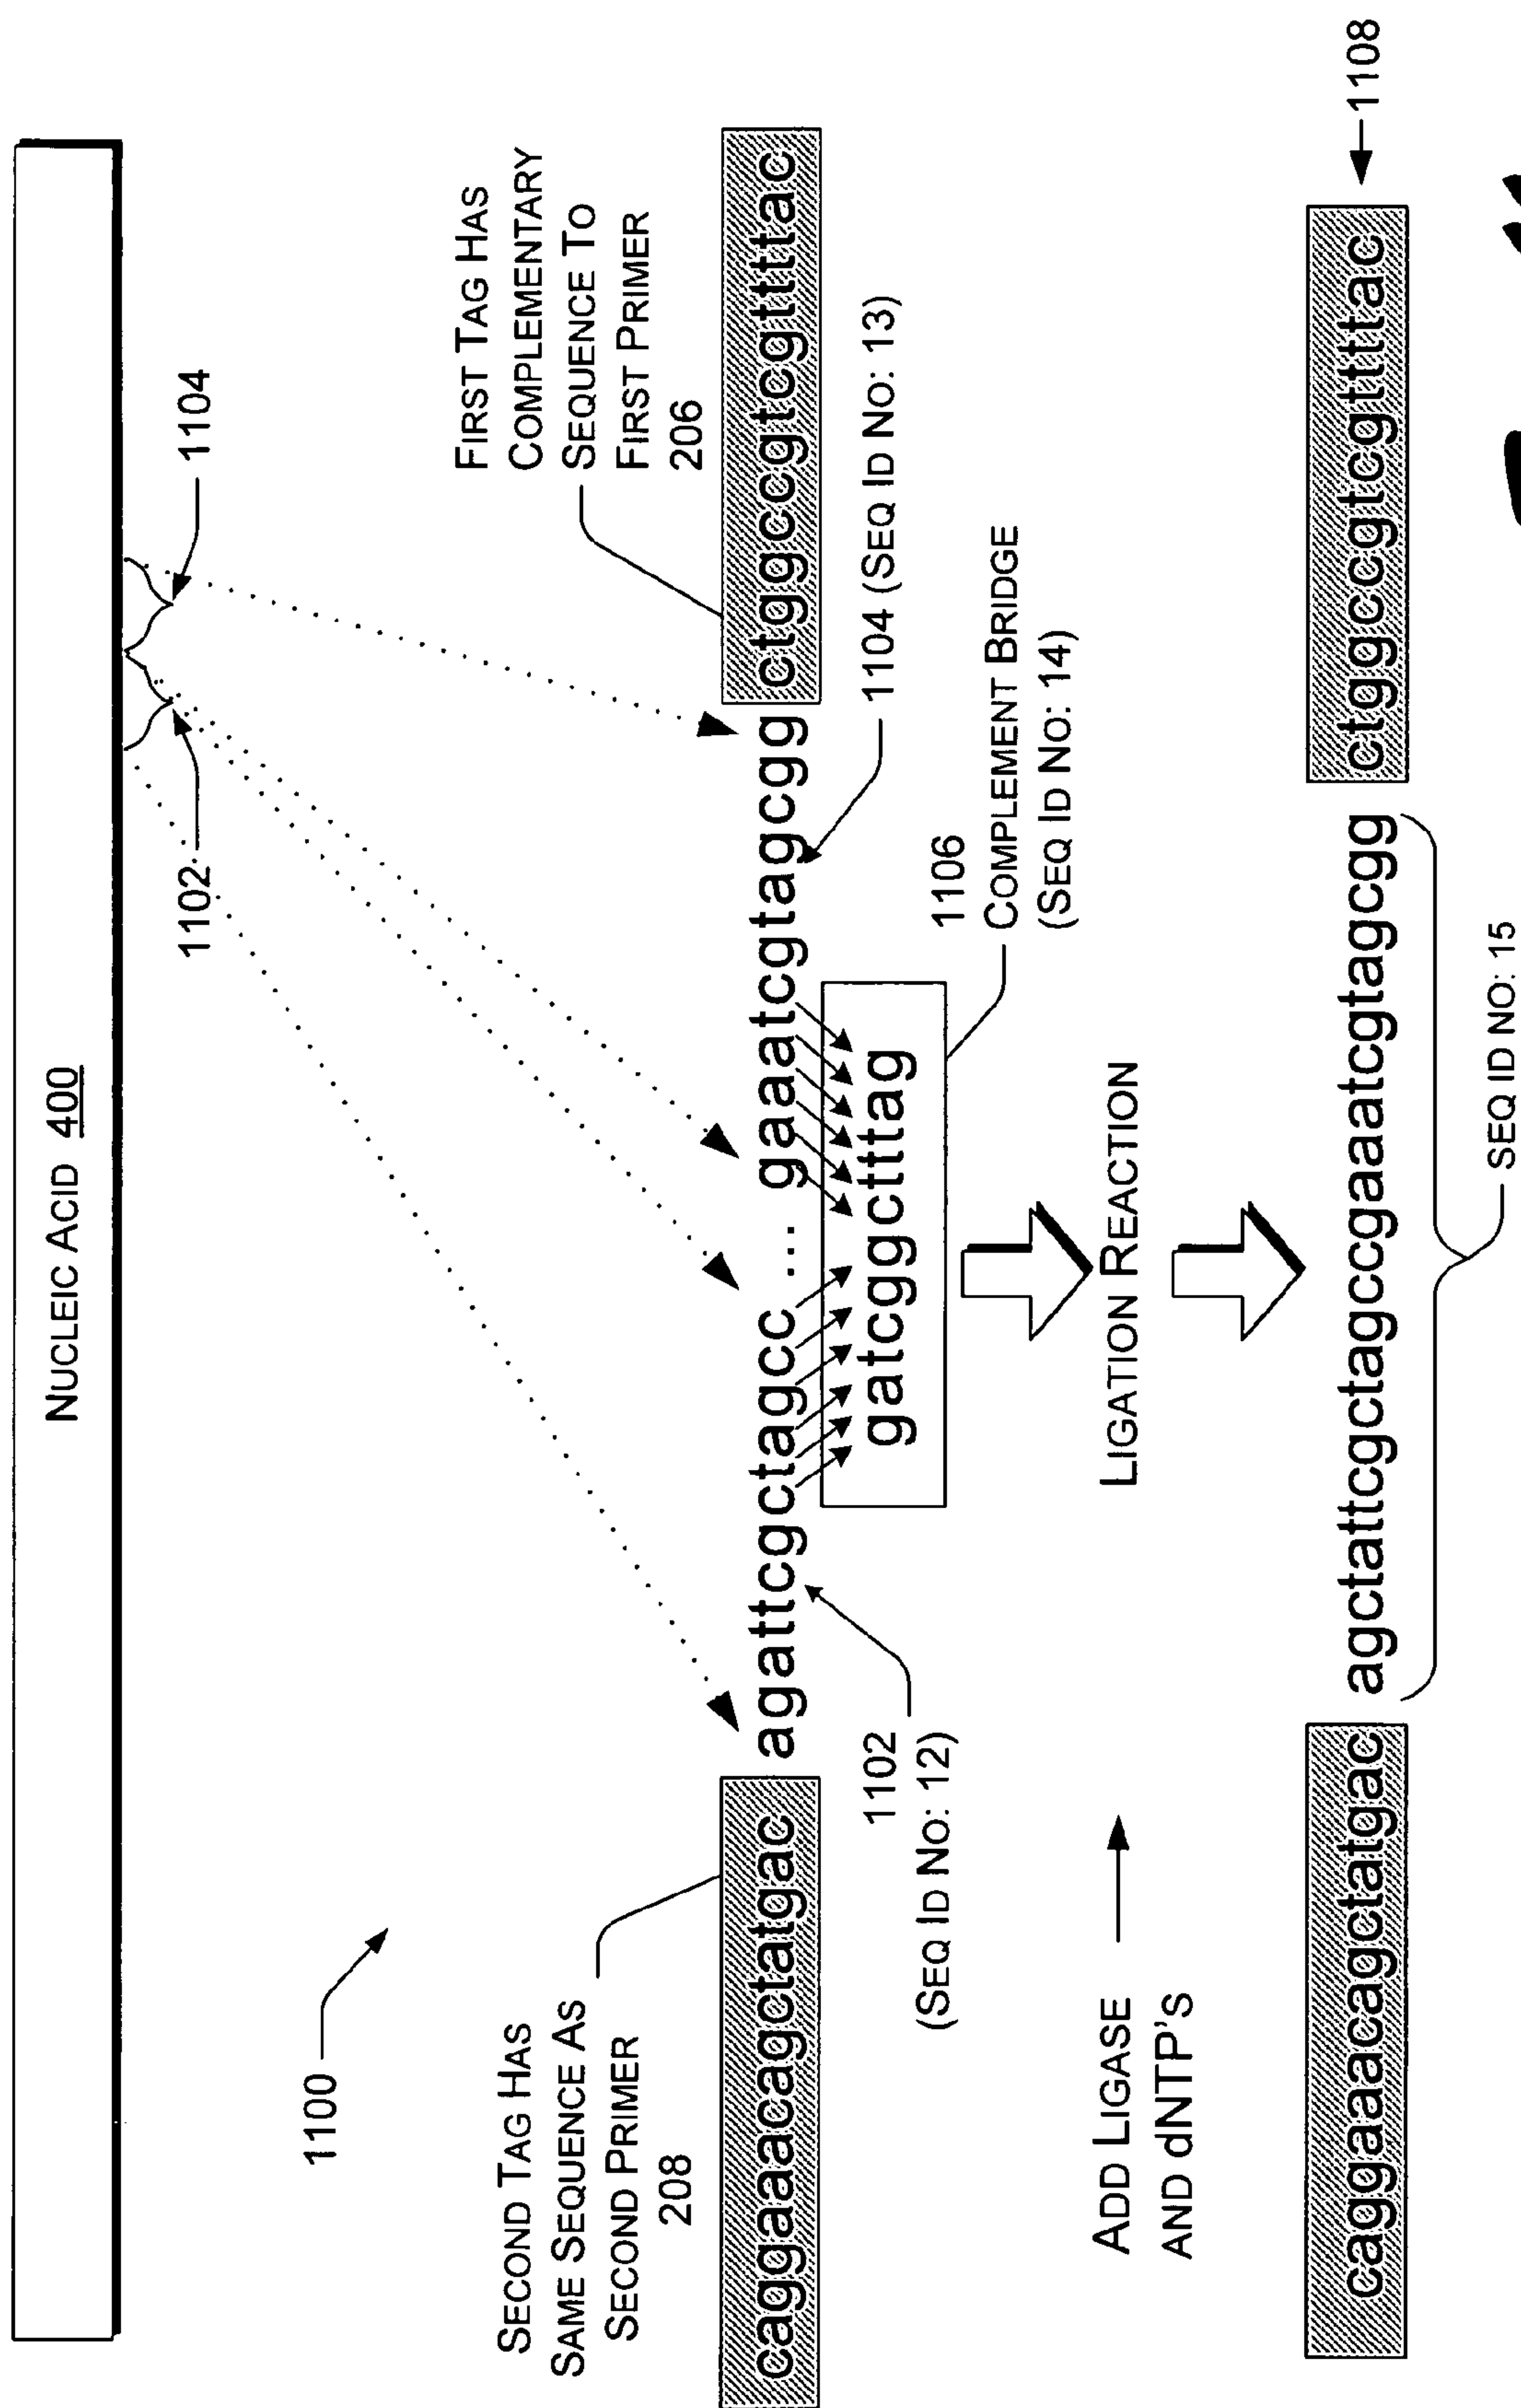 NUCLEIC ACID 400
1102
1104
1100
SECOND TAG HAS
SAME SEQUENCE AS
SECOND PRIMER
208
FIRST TAG HAS
COMPLEMENTARY
SEQUENCE TO
FIRST PRIMER
206
caggaaacagctatgac agattcgctagcc ... gaaatcgtagcgg ctggccgtcgttttac
1102
(SEQ ID NO: 12)
1104 (SEQ ID NO: 13)
gatcggctttag
1106
COMPLEMENT BRIDGE
(SEQ ID NO: 14)
ADD LIGASE
AND dNTP'S
LIGATION REACTION
caggaaacagctatgac agctattcgctagccgaaatcgtagcgg ctggccgtcgttttac
1108
SEQ ID NO: 15